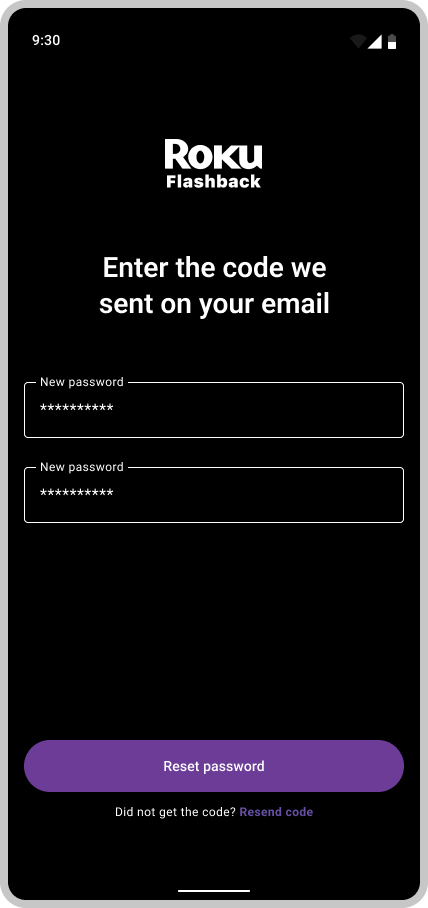 9:30
Roku
Flashback
Enter the code we
sent on your email
New password
**********
New password
**********
Reset password
Did not get the code? Resend code